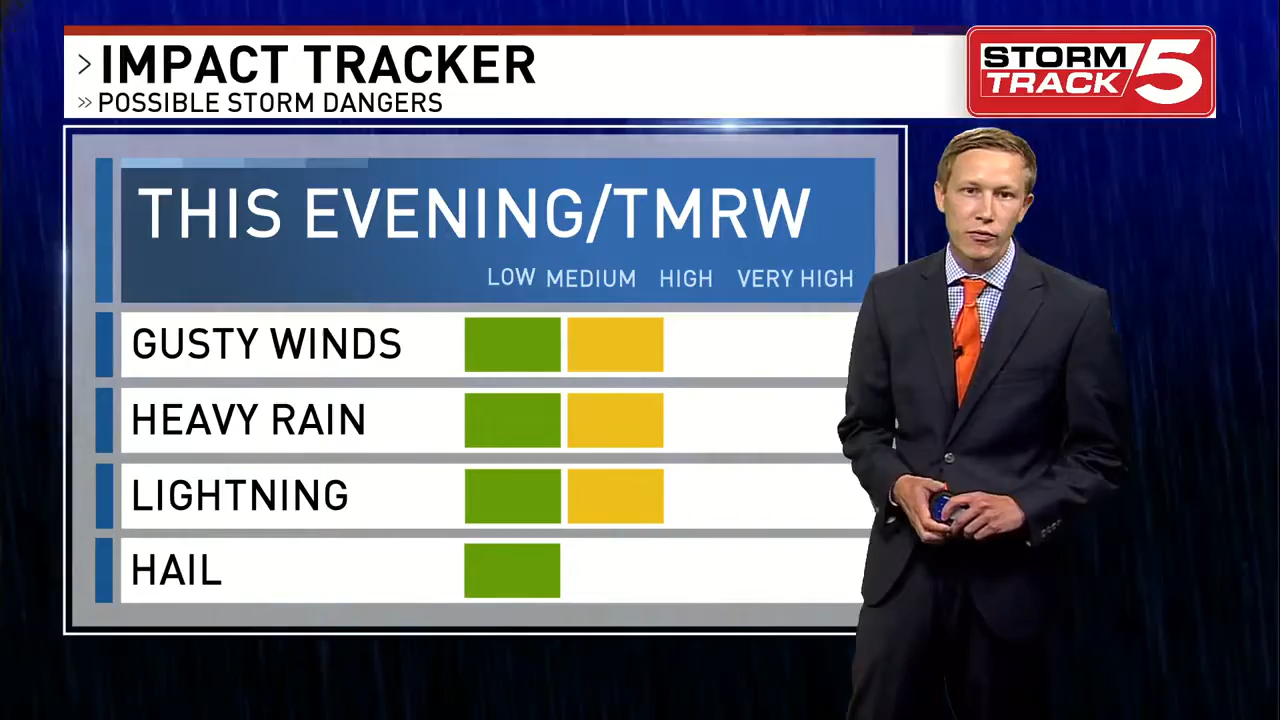 > IMPACT TRACKER
» POSSIBLE STORM DANGERS
STORM
TRACK 5
THIS EVENING/TMRW
LOW MEDIUM HIGH VERY HIGH
GUSTY WINDS
HEAVY RAIN
LIGHTNING
HAIL